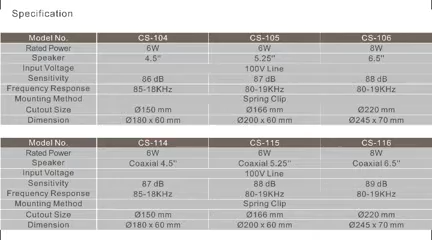 Specification
Model No. CS-104 CS-105 CS-106
Rated Power 6W 6W 8W
Speaker 4.5" 5.25" 6.5"
Input Voltage 100V Line
Sensitivity 86 dB 87 dB 88 dB
Frequency Response 85-18KHz 80-19KHz 80-19KHz
Mounting Method Spring Clip
Cutout Size Ø150 mm Ø166 mm Ø220 mm
Dimension Ø180 x 60 mm Ø200 x 60 mm Ø245 x 70 mm
Model No. CS-114 CS-115 CS-116
Rated Power 6W 6W 8W
Speaker Coaxial 4.5" Coaxial 5.25" Coaxial 6.5"
Input Voltage 100V Line
Sensitivity 87 dB 88 dB 89 dB
Frequency Response 85-18KHz 80-19KHz 80-19KHz
Mounting Method Spring Clip
Cutout Size Ø150 mm Ø166 mm Ø220 mm
Dimension Ø180 x 60 mm Ø200 x 60 mm Ø245 x 70 mm